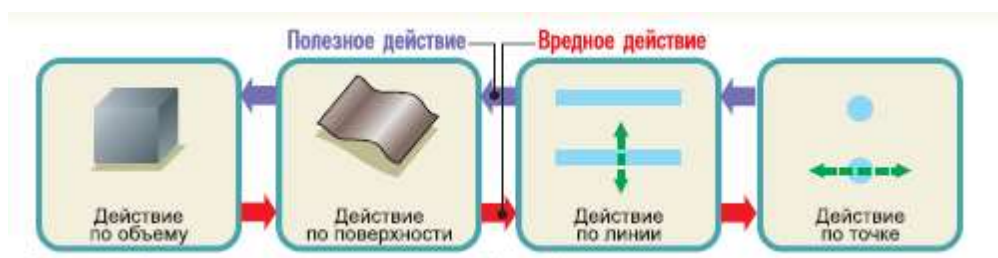 Полезное действие
Вредное действие
Действие
по объему
Действие
по поверхности
Действие
по линии
Действие
по точке